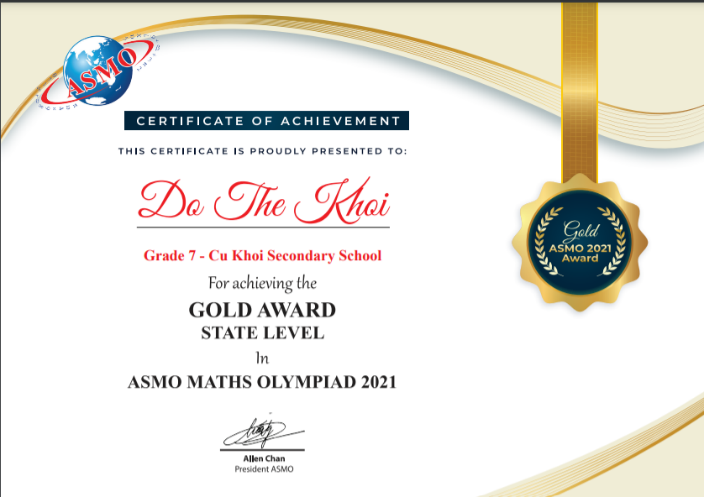 ASMO
CERTIFICATE OF ACHIEVEMENT
THIS CERTIFICATE IS PROUDLY PRESENTED TO:
Do The Khoi
Grade 7 - Cu Khoi Secondary School
For achieving the
GOLD AWARD
STATE LEVEL
In
ASMO MATHS OLYMPIAD 2021
Allen Chan
President ASMO
Gold
ASMO 2021
Award